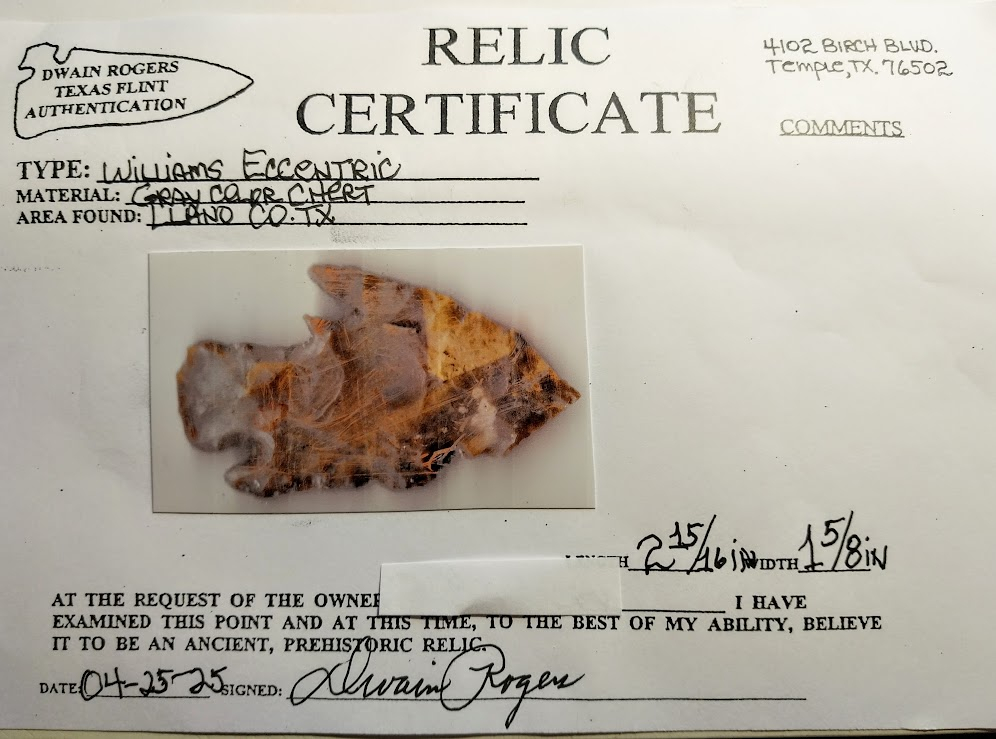 DWAIN ROGERS
TEXAS FLINT
AUTHENTICATION
RELIC
CERTIFICATE
4102 BIRCH BLVD.
Temple, TX. 76502
COMMENTS
TYPE: WILLIAMS ECCENTRIC
MATERIAL: GRAY COLOR CHERT
AREA FOUND: LLANO CO. TX
LENGTH 2 15/16 iN WIDTH 1 5/8 iN
AT THE REQUEST OF THE OWNER I HAVE
EXAMINED THIS POINT AND AT THIS TIME, TO THE BEST OF MY ABILITY, BELIEVE
IT TO BE AN ANCIENT, PREHISTORIC RELIC.
DATE: 04-25-25 SIGNED: Dwain Rogers